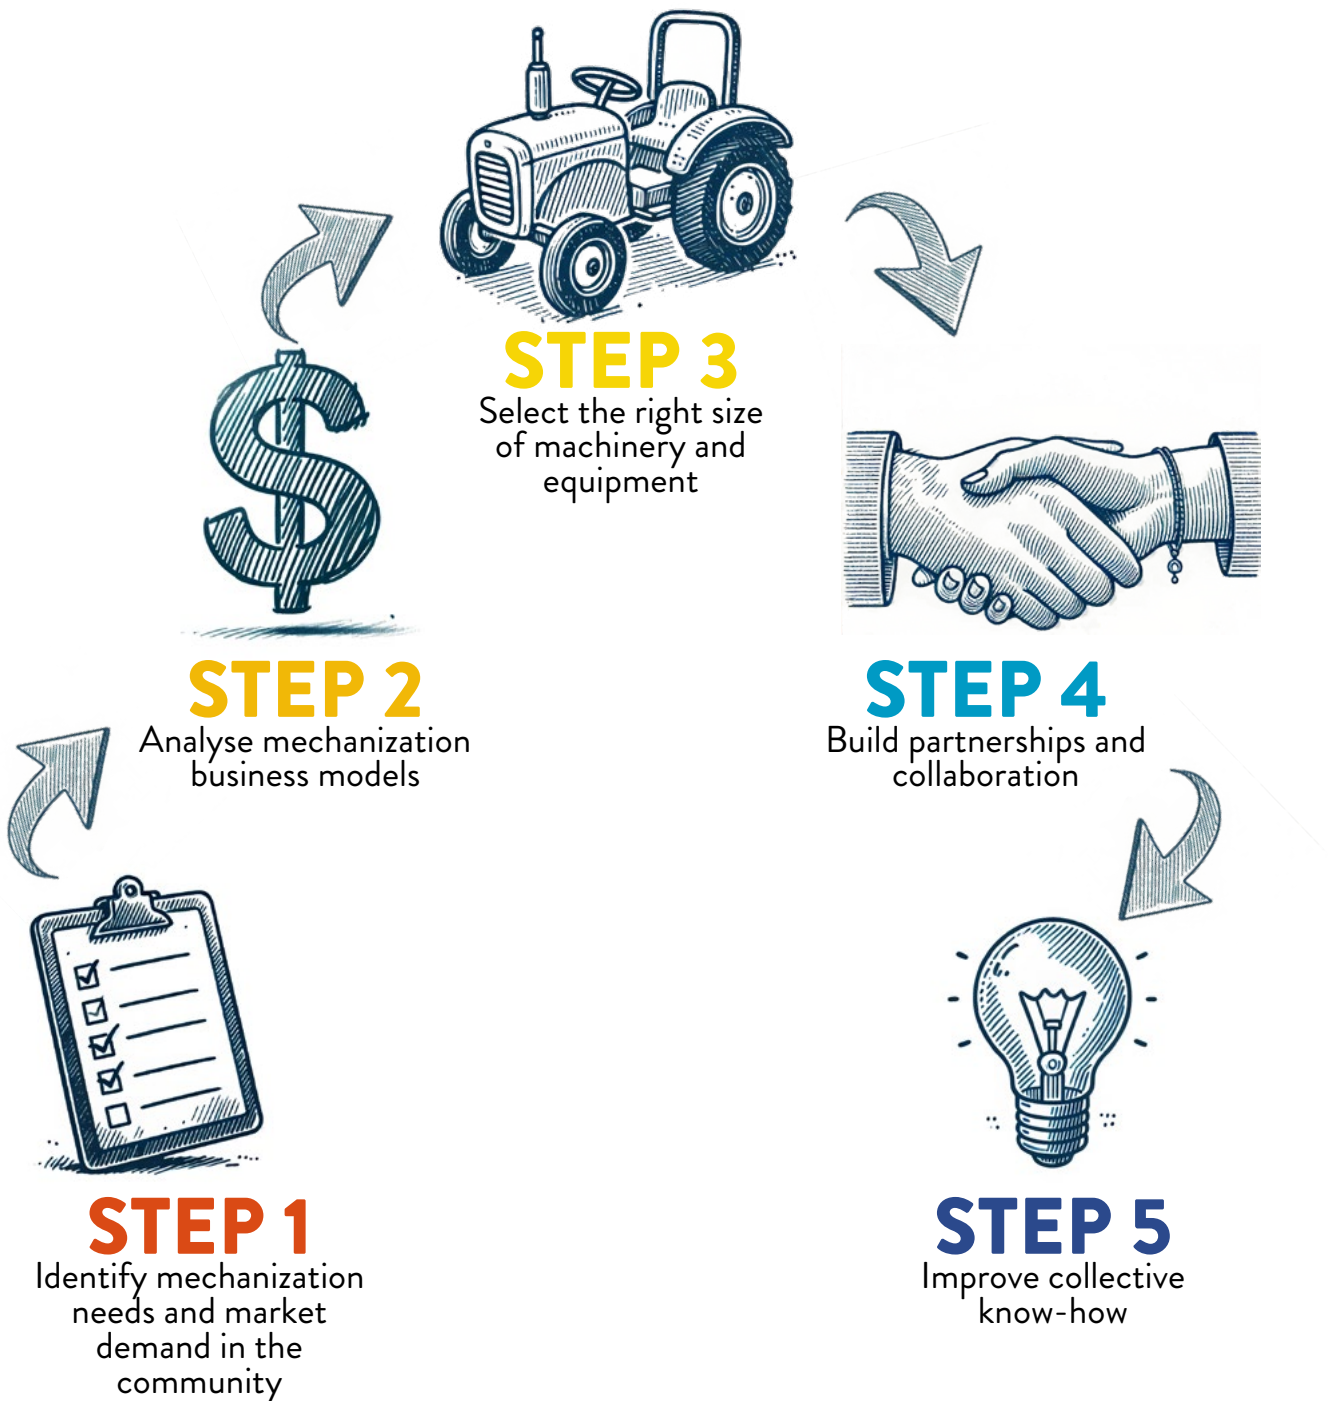 STEP 3
Select the right size
of machinery and
equipment
STEP 2
Analyse mechanization
business models
STEP 4
Build partnerships and
collaboration
STEP 1
Identify mechanization
needs and market
demand in the
community
STEP 5
Improve collective
know-how